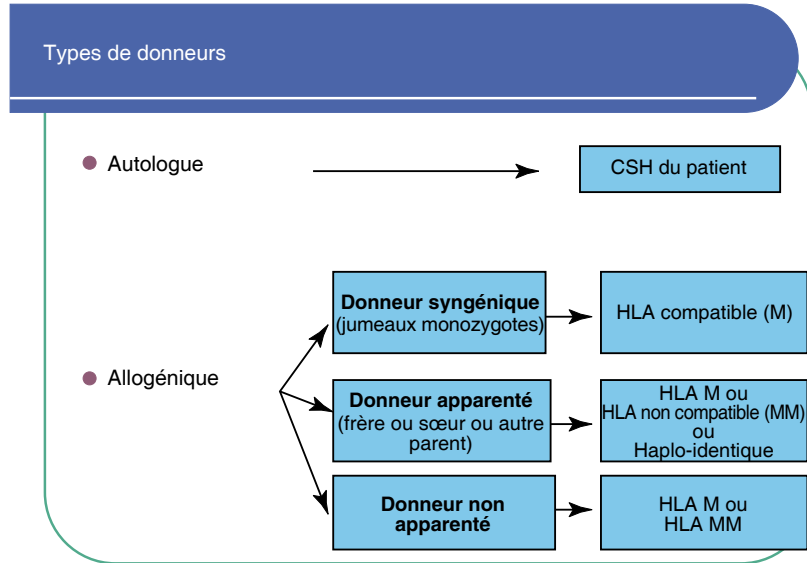 Types de donneurs
Autologue
CSH du patient
Allogénique
Donneur syngénique
(jumeaux monozygotes)
HLA compatible (M)
Donneur apparenté
(frère ou sœur ou autre
parent)
HLA M ou
HLA non compatible (MM)
ou
Haplo-identique
Donneur non
apparenté
HLA M ou
HLA MM